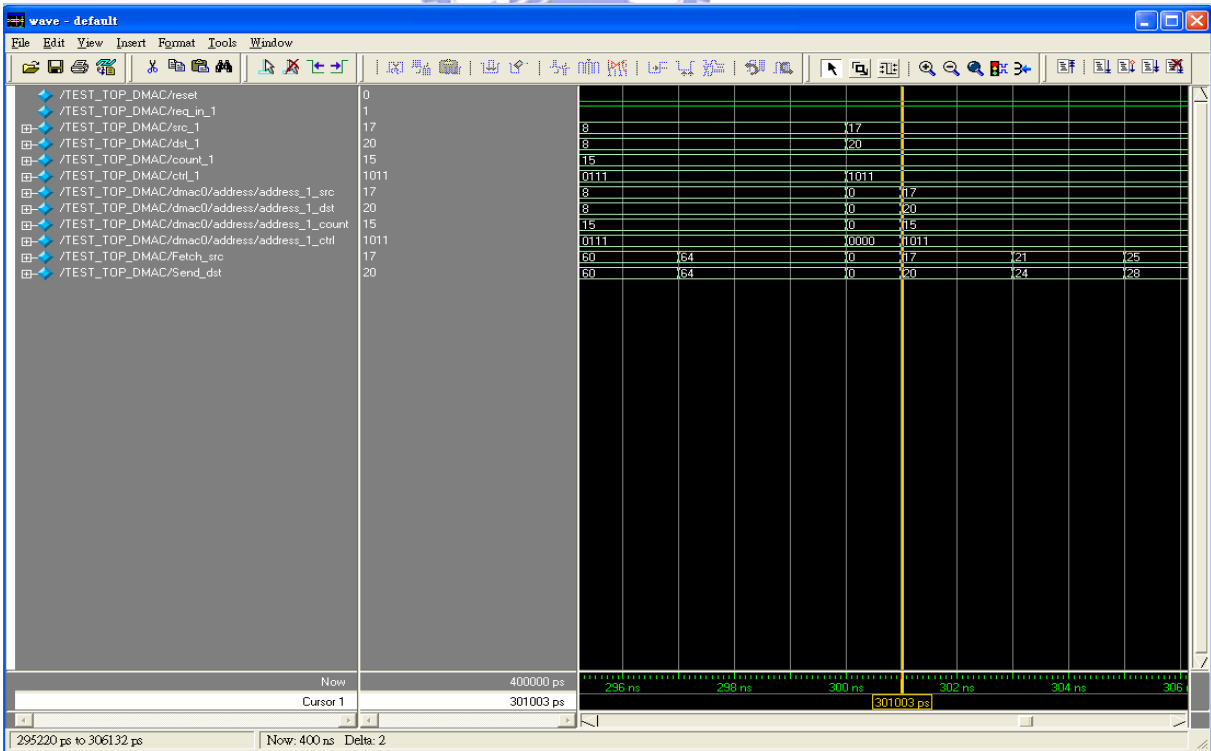 wave - default
File Edit View Insert Format Tools Window
/TEST_TOP_DMAC/reset 0
/TEST_TOP_DMAC/req_in_1 1
/TEST_TOP_DMAC/src_1 17 8 17
/TEST_TOP_DMAC/dst_1 20 8 20
/TEST_TOP_DMAC/count_1 15 15
/TEST_TOP_DMAC/ctrl_1 1011 0111 1011
/TEST_TOP_DMAC/dmac0/address/address_1_src 17 8 0 17
/TEST_TOP_DMAC/dmac0/address/address_1_dst 20 8 0 20
/TEST_TOP_DMAC/dmac0/address/address_1_count 15 15 0 15
/TEST_TOP_DMAC/dmac0/address/address_1_ctrl 1011 0111 0000 1011
/TEST_TOP_DMAC/Fetch_src 17 60 64 0 17 21 25
/TEST_TOP_DMAC/Send_dst 20 60 64 0 20 24 28
Now 400000 ps 296 ns 298 ns 300 ns 302 ns 304 ns 306
Cursor 1 301003 ps 301003 ps
295220 ps to 306132 ps Now: 400 ns Delta: 2